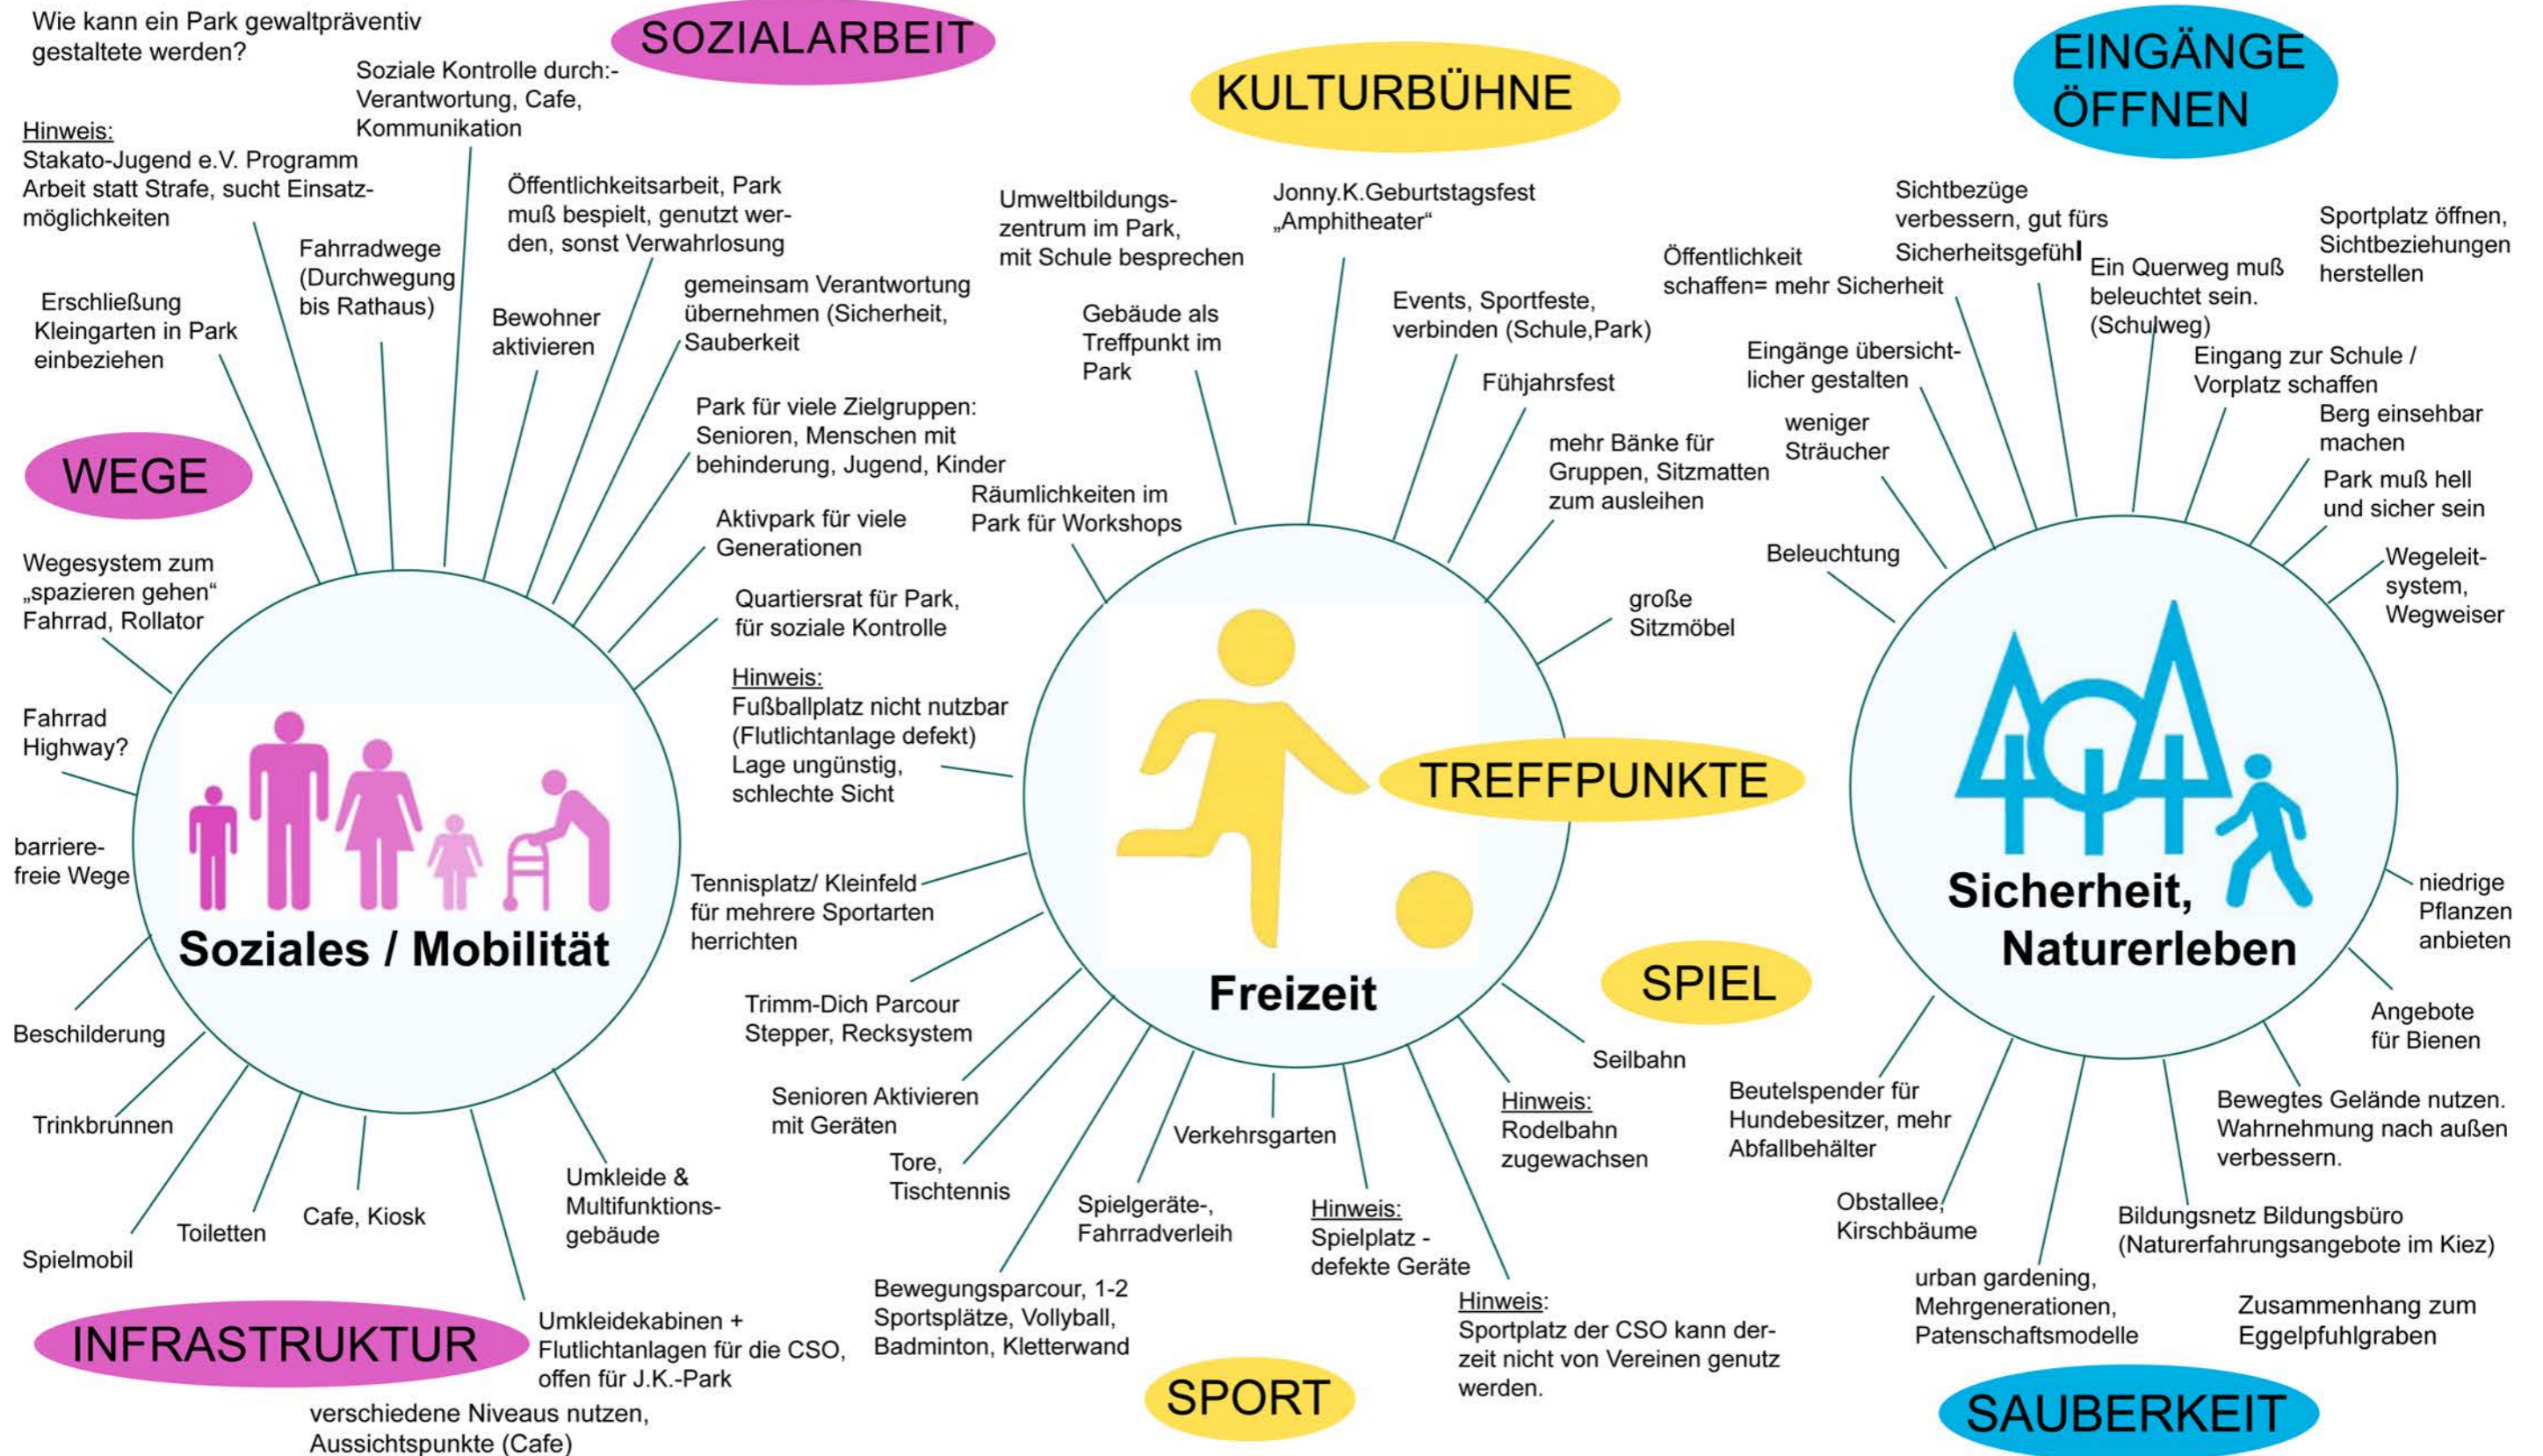 Wie kann ein Park gewaltpräventiv
gestaltete werden?
SOZIALARBEIT
Soziale Kontrolle durch:-
Verantwortung, Cafe,
Kommunikation
Hinweis:
Stakato-Jugend e.V. Programm
Arbeit statt Strafe, sucht Einsatz-
möglichkeiten
Öffentlichkeitsarbeit, Park
muß bespielt, genutzt wer-
den, sonst Verwahrlosung
Fahrradwege
(Durchwegung
bis Rathaus)
gemeinsam Verantwortung
übernehmen (Sicherheit,
Sauberkeit
Erschließung
Kleingarten in Park
einbeziehen
Bewohner
aktivieren
Park für viele Zielgruppen:
Senioren, Menschen mit
behinderung, Jugend, Kinder
WEGE
Aktivpark für viele
Generationen
Wegesystem zum
„spazieren gehen“
Fahrrad, Rollator
Quartiersrat für Park,
für soziale Kontrolle
Fahrrad
Highway?
barriere-
freie Wege
Soziales / Mobilität
Beschilderung
Trinkbrunnen
Spielmobil
Toiletten
Cafe, Kiosk
Umkleide &
Multifunktions-
gebäude
INFRASTRUKTUR
Umkleidekabinen +
Flutlichtanlagen für die CSO,
offen für J.K.-Park
verschiedene Niveaus nutzen,
Aussichtspunkte (Cafe)
KULTURBÜHNE
Umweltbildungs-
zentrum im Park,
mit Schule besprechen
Jonny.K.Geburtstagsfest
„Amphitheater“
Gebäude als
Treffpunkt im
Park
Events, Sportfeste,
verbinden (Schule,Park)
Fühjahrsfest
mehr Bänke für
Gruppen, Sitzmatten
zum ausleihen
Räumlichkeiten im
Park für Workshops
große
Sitzmöbel
Hinweis:
Fußballplatz nicht nutzbar
(Flutlichtanlage defekt)
Lage ungünstig,
schlechte Sicht
TREFFPUNKTE
Tennisplatz/ Kleinfeld
für mehrere Sportarten
herrichten
Freizeit
SPIEL
Trimm-Dich Parcour
Stepper, Recksystem
Seilbahn
Senioren Aktivieren
mit Geräten
Hinweis:
Rodelbahn
zugewachsen
Verkehrsgarten
Tore,
Tischtennis
Spielgeräte-,
Fahrradverleih
Hinweis:
Spielplatz -
defekte Geräte
Bewegungsparcour, 1-2
Sportsplätze, Vollyball,
Badminton, Kletterwand
Hinweis:
Sportplatz der CSO kann der-
zeit nicht von Vereinen genutz
werden.
SPORT
EINGÄNGE
ÖFFNEN
Sichtbezüge
verbessern, gut fürs
Sicherheitsgefühl
Sportplatz öffnen,
Sichtbeziehungen
herstellen
Öffentlichkeit
schaffen= mehr Sicherheit
Ein Querweg muß
beleuchtet sein.
(Schulweg)
Eingänge übersicht-
licher gestalten
Eingang zur Schule /
Vorplatz schaffen
weniger
Sträucher
Berg einsehbar
machen
Park muß hell
und sicher sein
Beleuchtung
Wegeleit-
system,
Wegweiser
Sicherheit,
Naturerleben
niedrige
Pflanzen
anbieten
Angebote
für Bienen
Beutelspender für
Hundebesitzer, mehr
Abfallbehälter
Bewegtes Gelände nutzen.
Wahrnehmung nach außen
verbessern.
Obstallee,
Kirschbäume
Bildungsnetz Bildungsbüro
(Naturerfahrungsangebote im Kiez)
urban gardening,
Mehrgenerationen,
Patenschaftsmodelle
Zusammenhang zum
Eggelpfuhlgraben
SAUBERKEIT